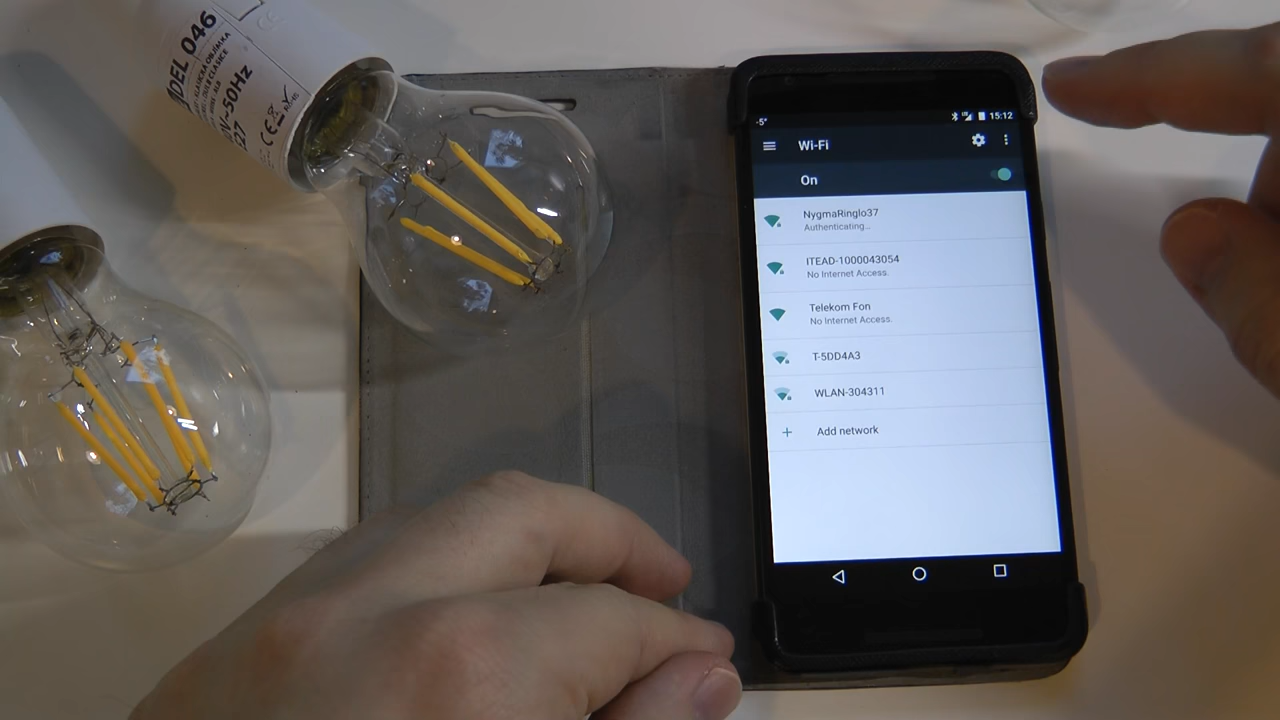 DEL 046
V~50Hz
CE
-5°
15:12
Wi-Fi
On
NygmaRinglo37
Authenticating...
ITEAD-1000043054
No Internet Access.
Telekom Fon
No Internet Access.
T-5DD4A3
WLAN-304311
+ Add network